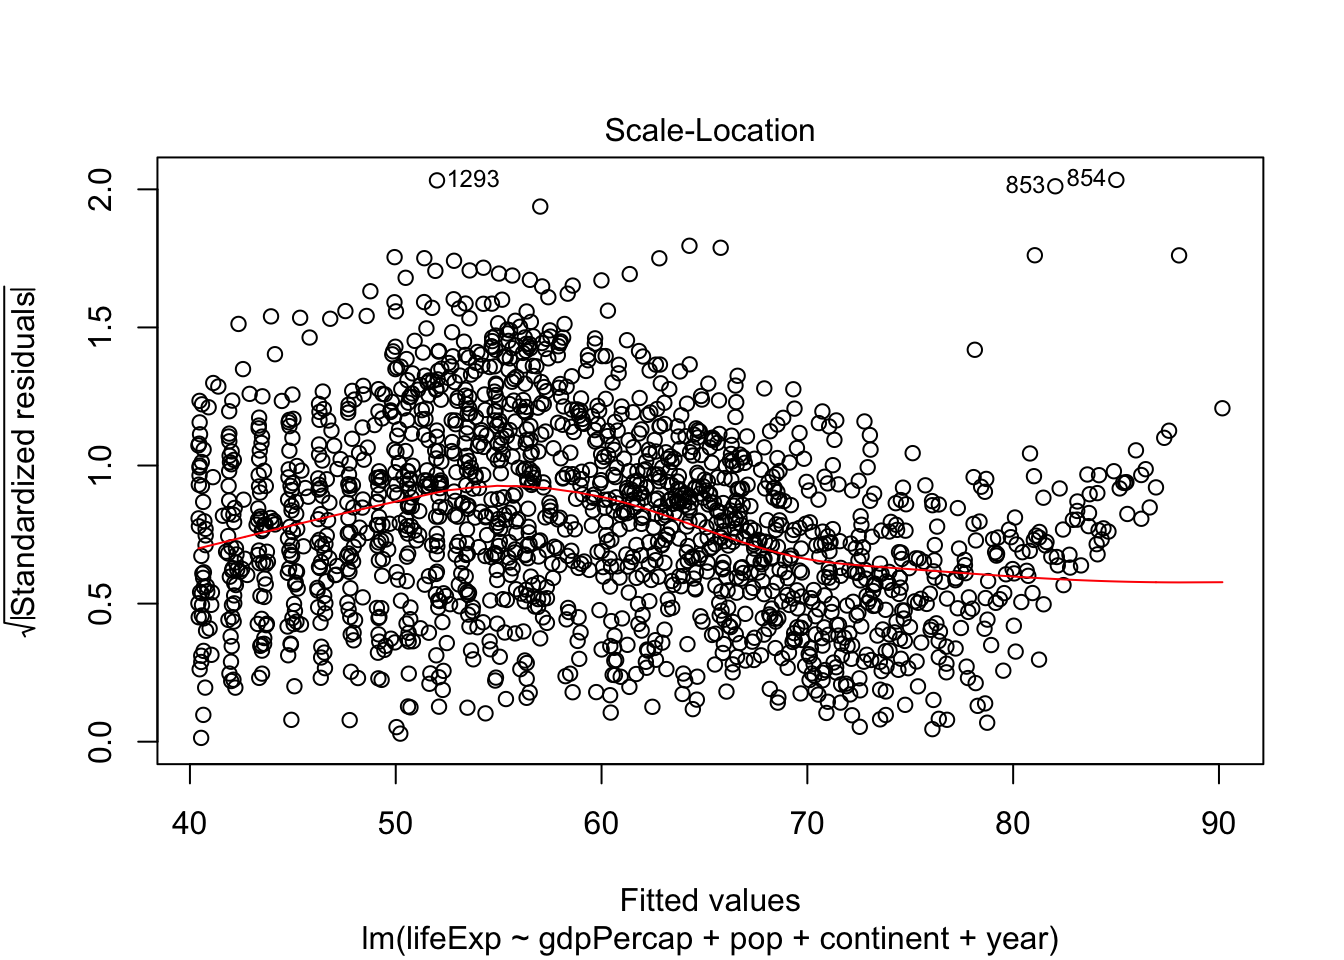 Scale-Location
√|Standardized residuals|
2.0
1.5
1.0
0.5
0.0
1293
853
854
40 50 60 70 80 90
Fitted values
lm(lifeExp ~ gdpPercap + pop + continent + year)